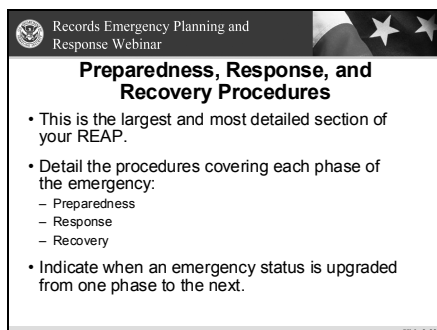 Records Emergency Planning and
Response Webinar
Preparedness, Response, and
Recovery Procedures
• This is the largest and most detailed section of
your REAP.
• Detail the procedures covering each phase of
the emergency:
– Preparedness
– Response
– Recovery
• Indicate when an emergency status is upgraded
from one phase to the next.